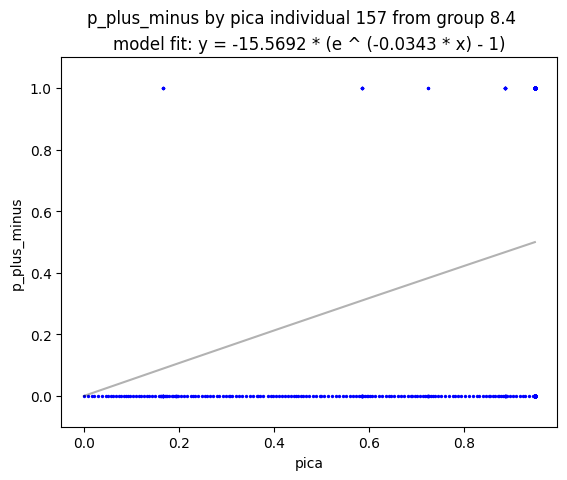 p_plus_minus by pica individual 157 from group 8.4
model fit: y = -15.5692 * (e ^ (-0.0343 * x) - 1)
1.0
0.8
0.6
0.4
0.2
0.0
p_plus_minus
0.0 0.2 0.4 0.6 0.8
pica